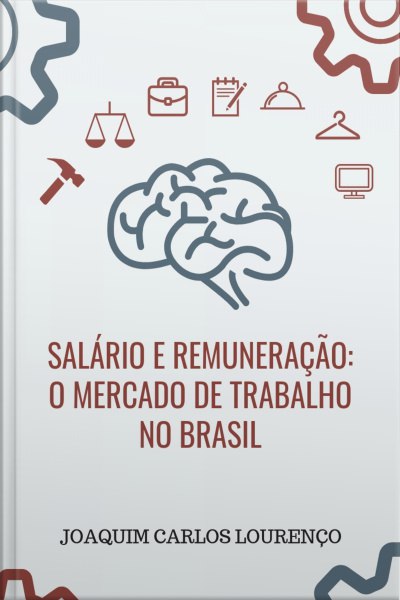 SALÁRIO E REMUNERAÇÃO:
O MERCADO DE TRABALHO
NO BRASIL
JOAQUIM CARLOS LOURENÇO